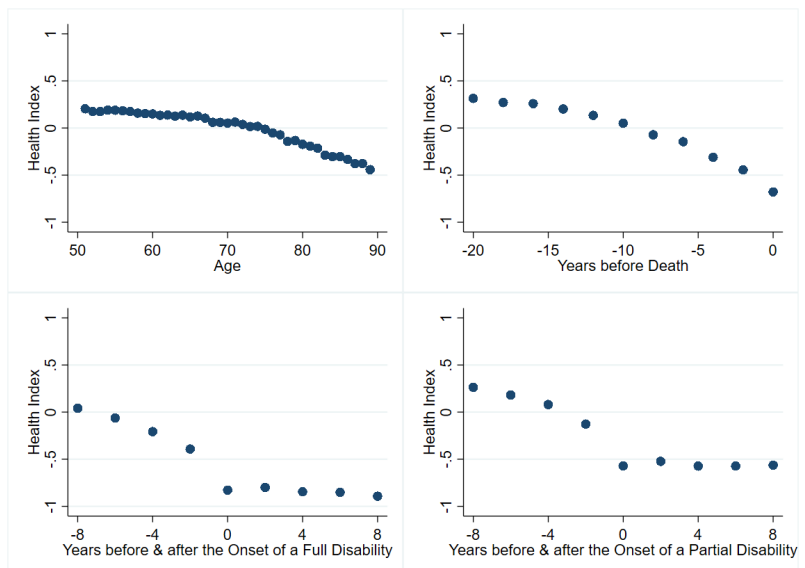 Health Index
1
.5
0
-.5
-1
50 60 70 80 90
Age
Health Index
1
.5
0
-.5
-1
-20 -15 -10 -5 0
Years before Death
Health Index
1
.5
0
-.5
-1
-8 -4 0 4 8
Years before & after the Onset of a Full Disability
Health Index
1
.5
0
-.5
-1
-8 -4 0 4 8
Years before & after the Onset of a Partial Disability